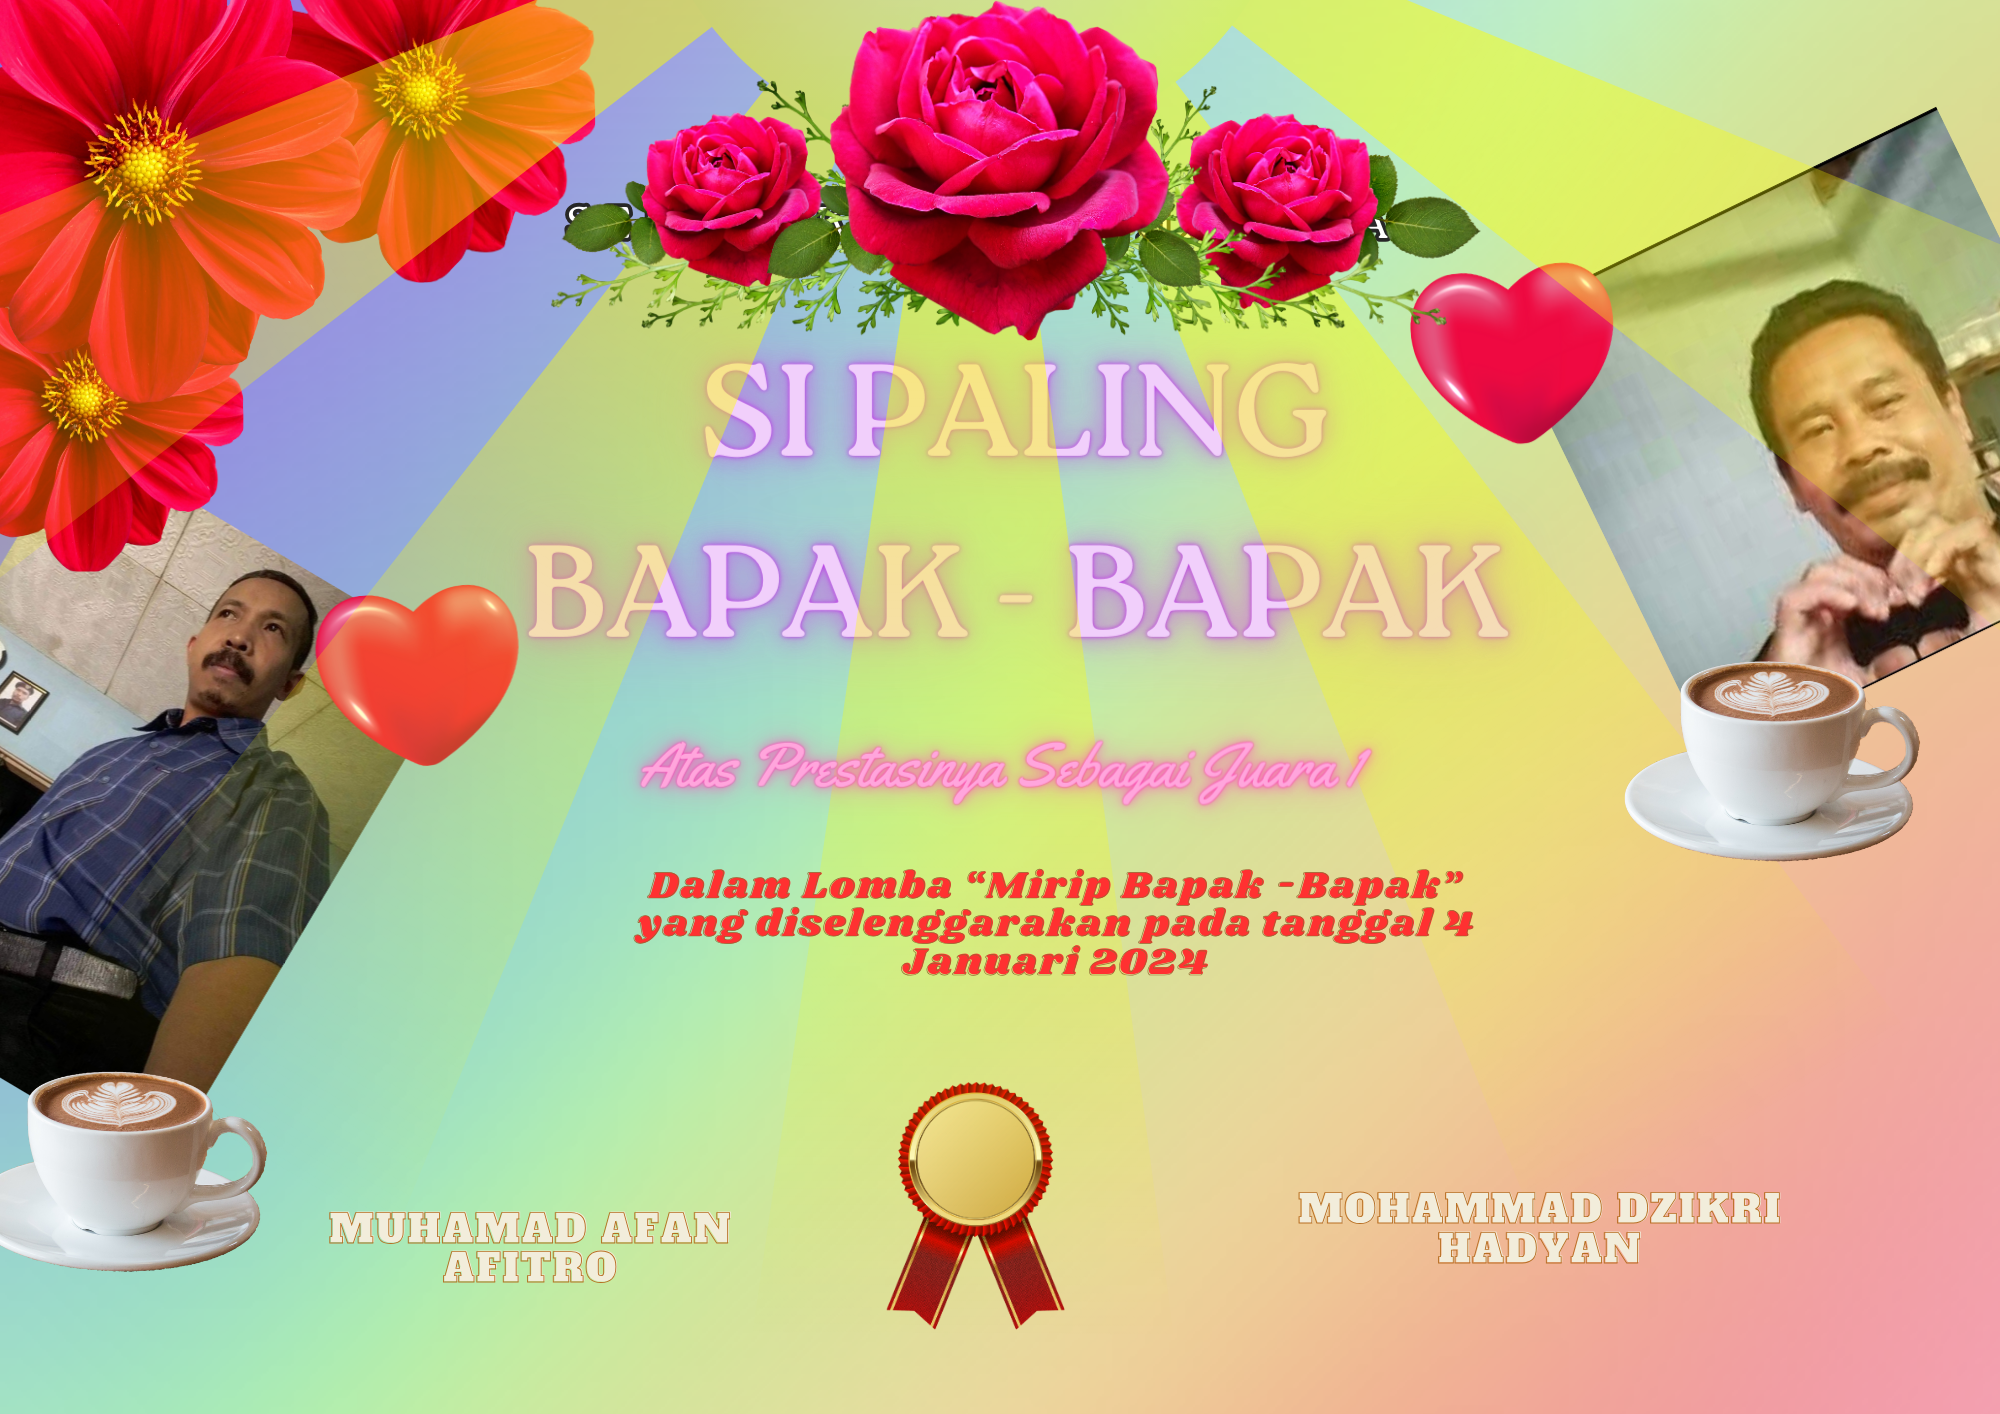 SI PALING
BAPAK - BAPAK
Atas Prestasinya Sebagai Juara 1
Dalam Lomba “Mirip Bapak -Bapak”
yang diselenggarakan pada tanggal 4
Januari 2024
MUHAMAD AFAN
AFITRO
MOHAMMAD DZIKRI
HADYAN